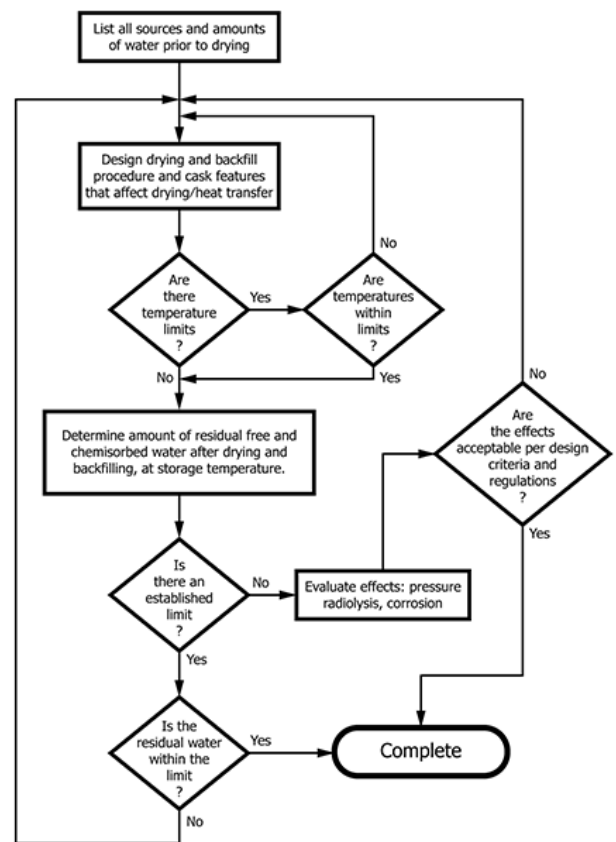 List all sources and amounts
of water prior to drying
Design drying and backfill
procedure and cask features
that affect drying/heat transfer
No
Are
there
temperature
limits
?
Yes
Are
temperatures
within
limits
?
No
Yes
No
Determine amount of residual free and
chemisorbed water after drying and
backfilling, at storage temperature.
Are
the effects
acceptable per design
criteria and
regulations
?
Yes
Is
there an
established
limit
?
No
Evaluate effects: pressure
radiolysis, corrosion
Yes
Is the
residual water
within the
limit
?
Yes
Complete
No